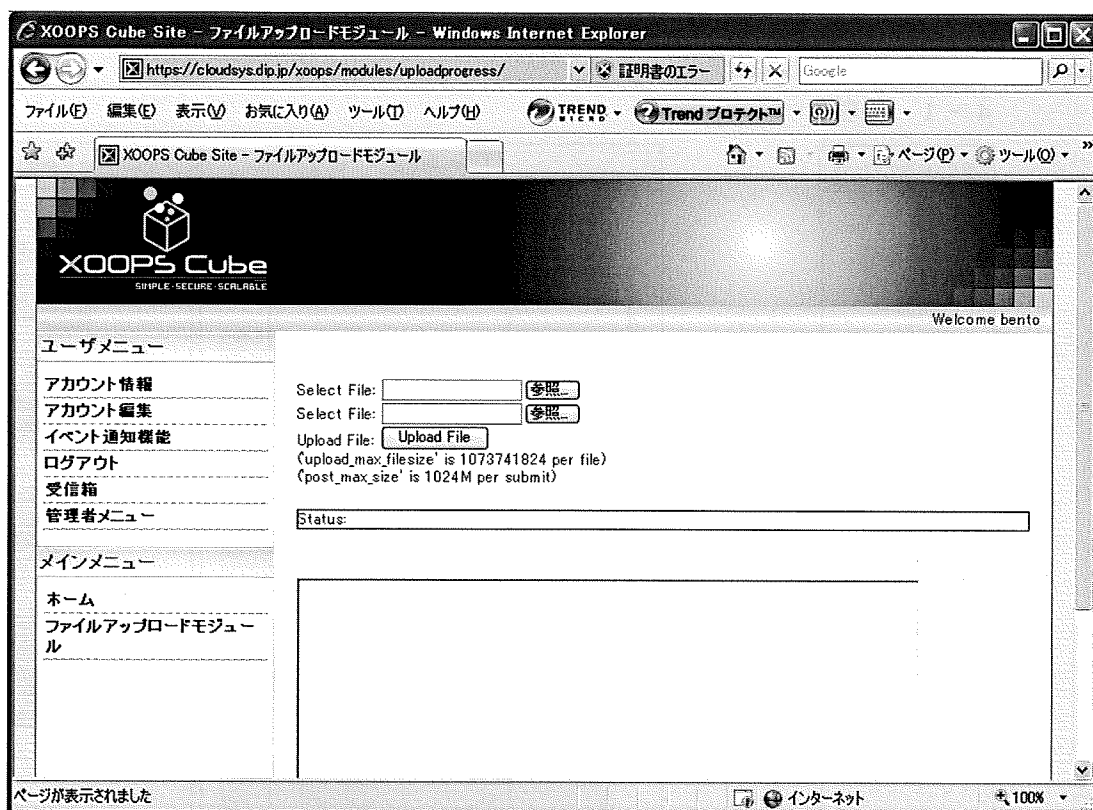 XOOPS Cube Site - ファイルアップロードモジュール - Windows Internet Explorer
https://cloudsys.dip.jp/xoops/modules/uploadprogress/
証明書のエラー
Google
ファイル(F) 編集(E) 表示(V) お気に入り(A) ツール(T) ヘルプ(H)
TREND MICRO
Trend プロテクト™
XOOPS Cube Site - ファイルアップロードモジュール
ページ(P)
ツール(O)
»
XOOPS Cube
SIMPLE·SECURE·SCALABLE
Welcome bento
ユーザメニュー
アカウント情報
アカウント編集
イベント通知機能
ログアウト
受信箱
管理者メニュー
メインメニュー
ホーム
ファイルアップロードモジュー
ル
Select File: 参照...
Select File: 参照...
Upload File: Upload File
('upload_max_filesize' is 1073741824 per file)
('post_max_size' is 1024M per submit)
Status:
ページが表示されました
インターネット
100%